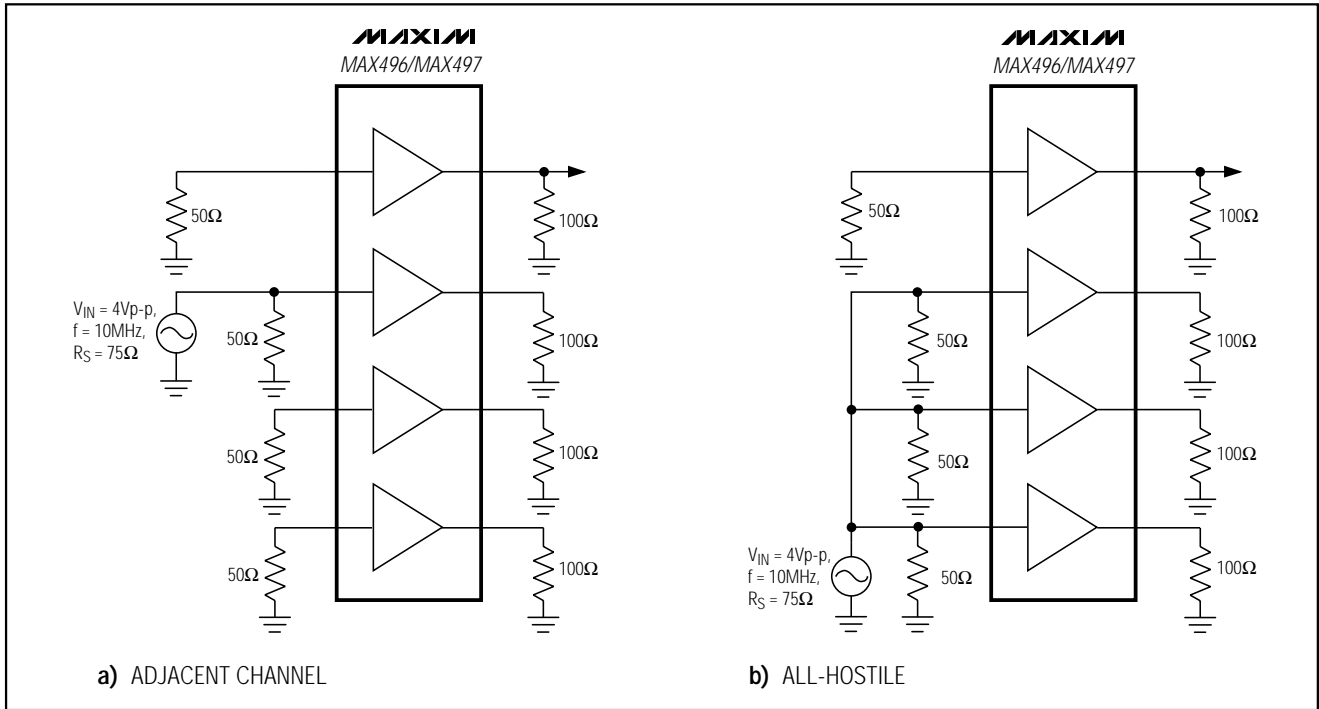 MAXIM
MAX496/MAX497
50Ω
100Ω
VIN = 4Vp-p,
f = 10MHz,
RS = 75Ω
50Ω
100Ω
50Ω
100Ω
50Ω
100Ω
a) ADJACENT CHANNEL
MAXIM
MAX496/MAX497
50Ω
100Ω
50Ω
100Ω
50Ω
100Ω
VIN = 4Vp-p,
f = 10MHz,
RS = 75Ω
50Ω
100Ω
b) ALL-HOSTILE